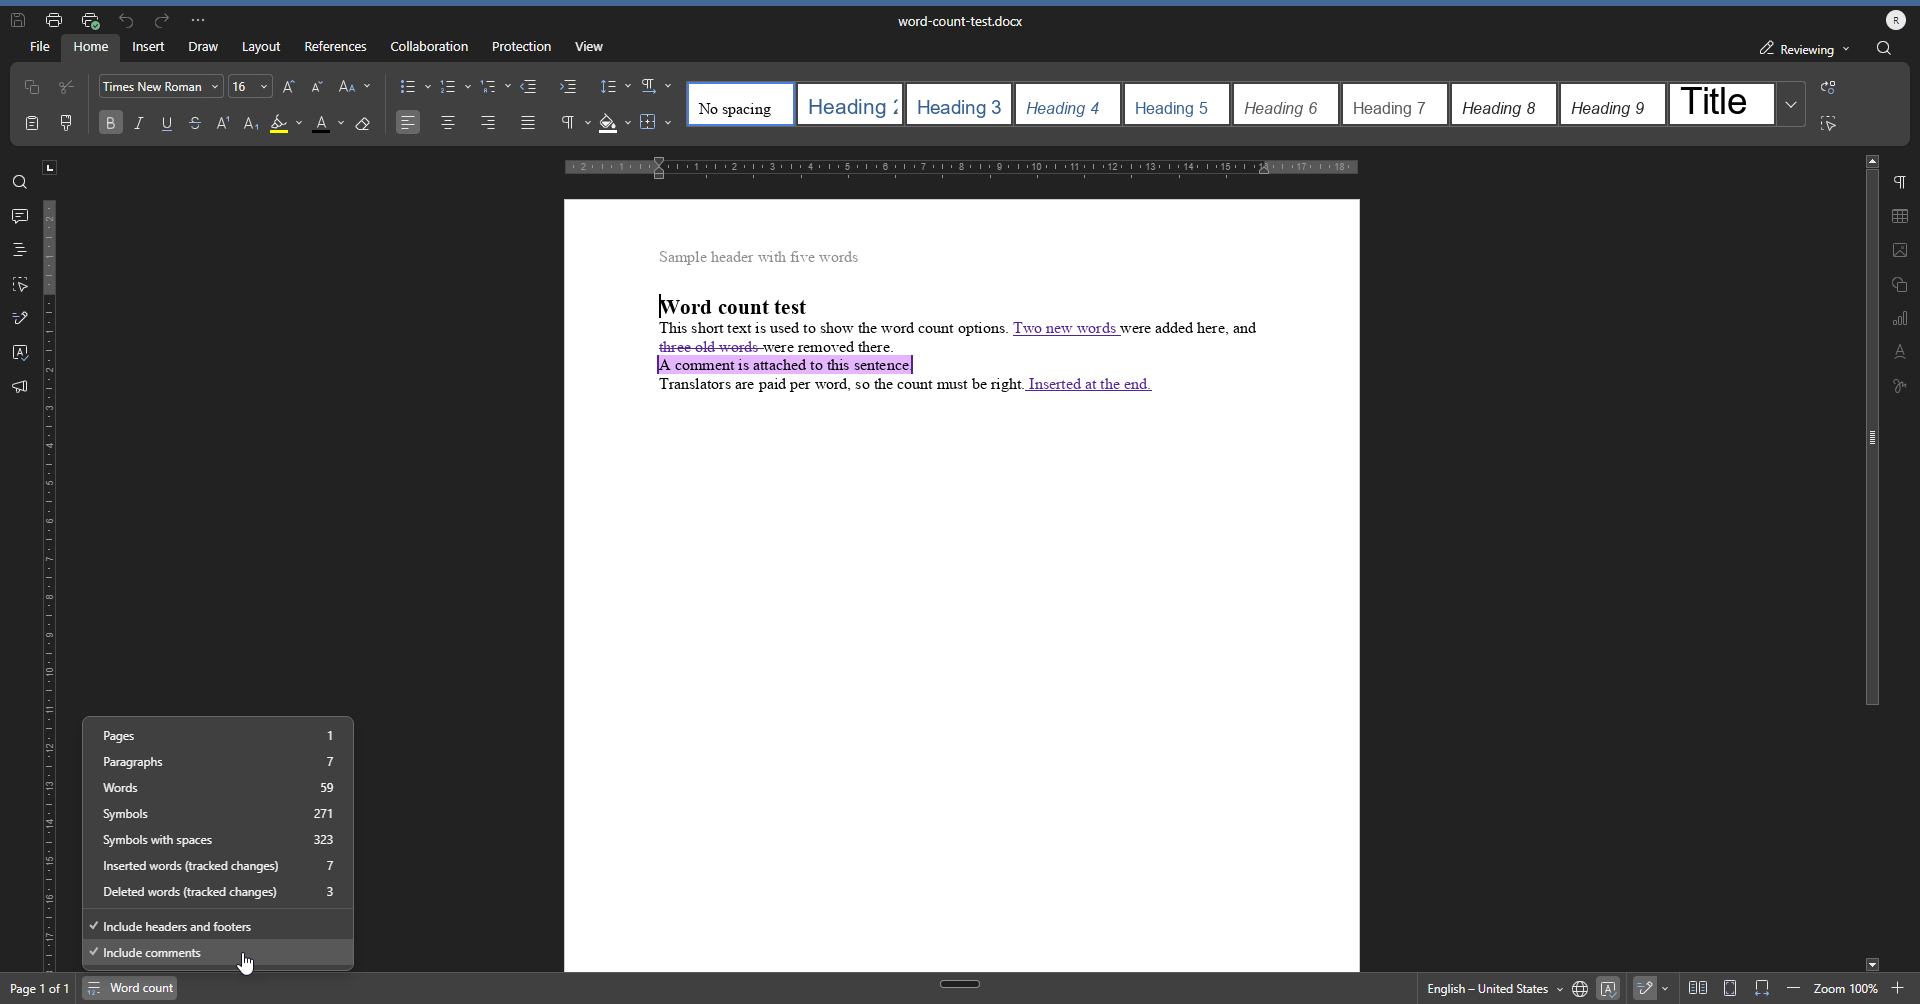 word-count-test.docx
R
File Home Insert Draw Layout References Collaboration Protection View
Reviewing
Times New Roman 16
No spacing Heading 2 Heading 3 Heading 4 Heading 5 Heading 6 Heading 7 Heading 8 Heading 9 Title
Sample header with five words
Word count test
This short text is used to show the word count options. Two new words were added here, and
three old words were removed there.
A comment is attached to this sentence.
Translators are paid per word, so the count must be right. Inserted at the end.
Pages 1
Paragraphs 7
Words 59
Symbols 271
Symbols with spaces 323
Inserted words (tracked changes) 7
Deleted words (tracked changes) 3
Include headers and footers
Include comments
Page 1 of 1 Word count English – United States Zoom 100%